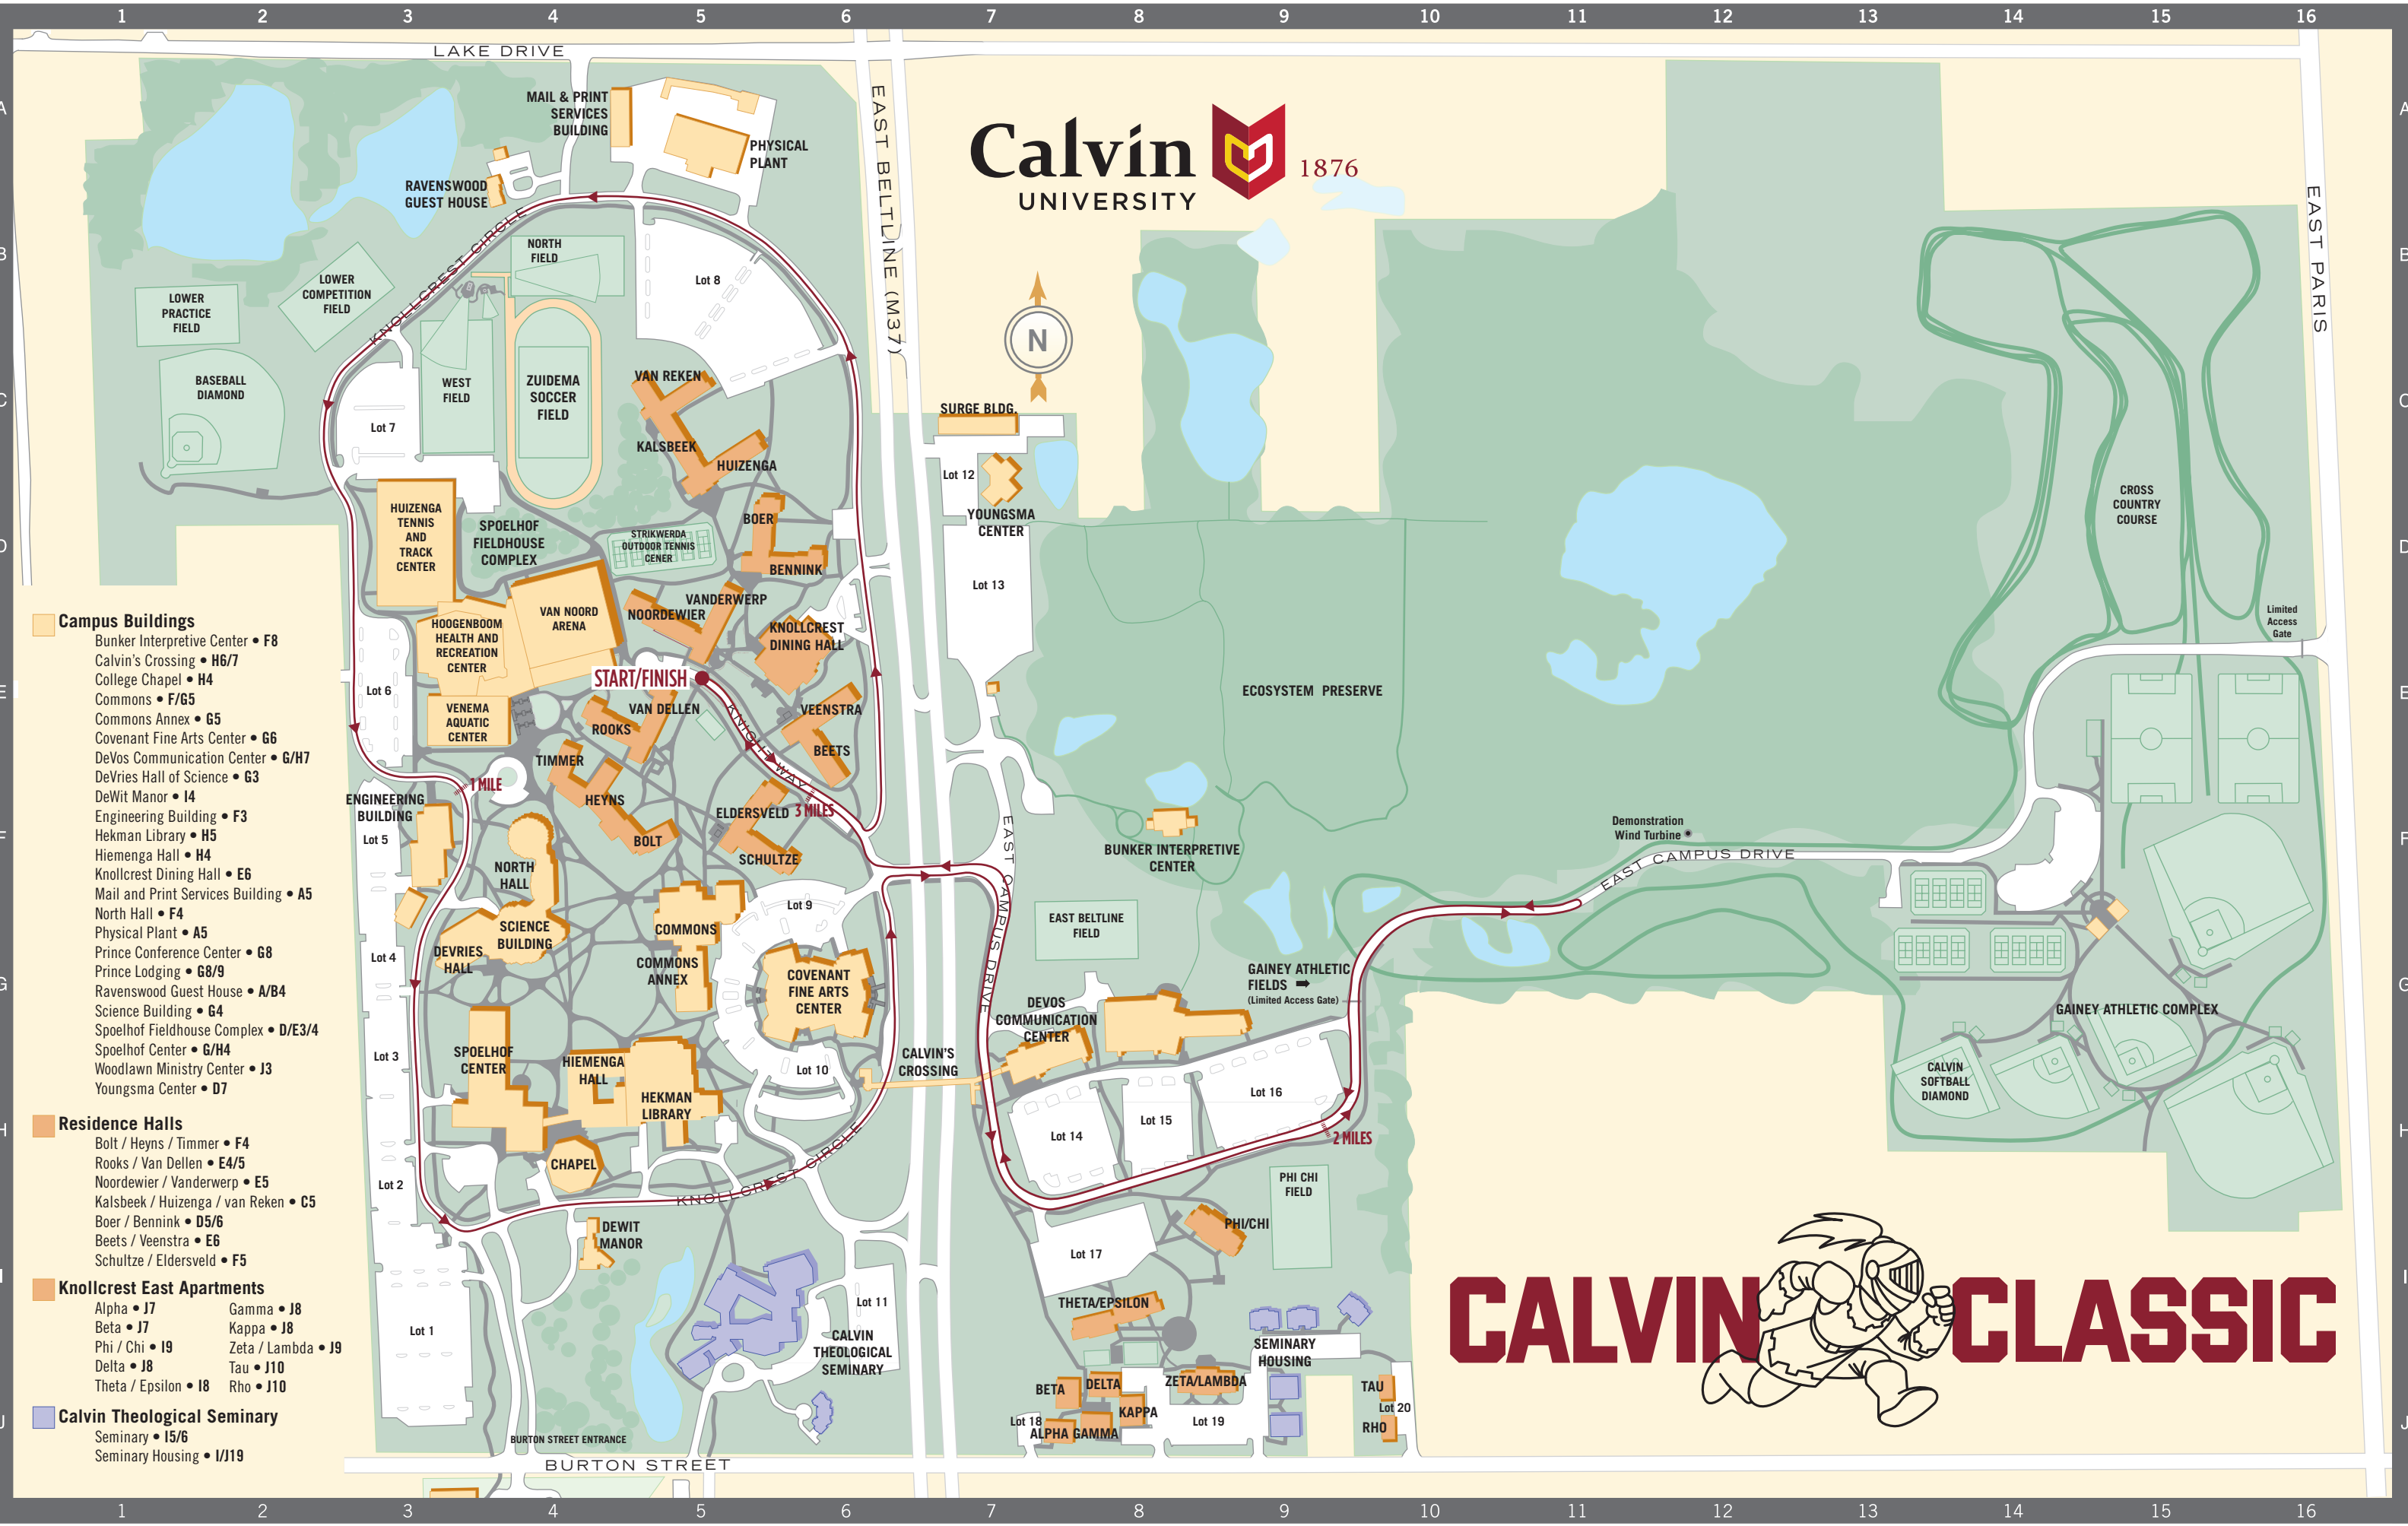 1 2 3 4 5 6 7 8 9 10 11 12 13 14 15 16
A
B
C
D
E
F
G
H
I
J
A
B
C
D
E
F
G
H
I
J
LAKE DRIVE
EAST BELTLINE (M37)
EAST PARIS
MAIL & PRINT
SERVICES
BUILDING
PHYSICAL
PLANT
RAVENSWOOD
GUEST HOUSE
Calvin
UNIVERSITY
1876
N
KNOLLCREST CIRCLE
NORTH
FIELD
Lot 8
LOWER
COMPETITION
FIELD
LOWER
PRACTICE
FIELD
BASEBALL
DIAMOND
WEST
FIELD
ZUIDEMA
SOCCER
FIELD
Lot 7
VAN REKEN
KALSBEEK
HUIZENGA
SURGE BLDG.
Lot 12
YOUNGSMA
CENTER
Lot 13
HUIZENGA
TENNIS
AND
TRACK
CENTER
SPOELHOF
FIELDHOUSE
COMPLEX
STRIKWERDA
OUTDOOR TENNIS
CENER
BOER
BENNINK
VAN NOORD
ARENA
HOOGENBOOM
HEALTH AND
RECREATION
CENTER
VANDERWERP
NOORDEWIER
KNOLLCREST
DINING HALL
START/FINISH
Lot 6
VENEMA
AQUATIC
CENTER
VAN DELLEN
ROOKS
KNIGHT WAY
VEENSTRA
BEETS
TIMMER
HEYNS
BOLT
1 MILE
ENGINEERING
BUILDING
Lot 5
ELDERSVELD
3 MILES
SCHULTZE
NORTH
HALL
SCIENCE
BUILDING
DEVRIES
HALL
Lot 4
COMMONS
COMMONS
ANNEX
Lot 9
COVENANT
FINE ARTS
CENTER
Lot 10
Lot 3
SPOELHOF
CENTER
HIEMENGA
HALL
HEKMAN
LIBRARY
CHAPEL
Lot 2
KNOLLCREST CIRCLE
DEWIT
MANOR
Lot 1
Lot 11
CALVIN
THEOLOGICAL
SEMINARY
BURTON STREET ENTRANCE
BURTON STREET
CALVIN'S
CROSSING
EAST CAMPUS DRIVE
ECOSYSTEM PRESERVE
BUNKER INTERPRETIVE
CENTER
EAST BELTLINE
FIELD
GAINEY ATHLETIC
FIELDS ➡
(Limited Access Gate)
DEVOS
COMMUNICATION
CENTER
Lot 14
Lot 15
Lot 16
2 MILES
Lot 17
PHI CHI
FIELD
PHI/CHI
THETA/EPSILON
SEMINARY
HOUSING
BETA
DELTA
ZETA/LAMBDA
KAPPA
Lot 18
ALPHA GAMMA
Lot 19
TAU
Lot 20
RHO
CROSS
COUNTRY
COURSE
Limited
Access
Gate
Demonstration
Wind Turbine
EAST CAMPUS DRIVE
GAINEY ATHLETIC COMPLEX
CALVIN
SOFTBALL
DIAMOND
CALVIN CLASSIC
Campus Buildings
Bunker Interpretive Center • F8
Calvin's Crossing • H6/7
College Chapel • H4
Commons • F/G5
Commons Annex • G5
Covenant Fine Arts Center • G6
DeVos Communication Center • G/H7
DeVries Hall of Science • G3
DeWit Manor • I4
Engineering Building • F3
Hekman Library • H5
Hiemenga Hall • H4
Knollcrest Dining Hall • E6
Mail and Print Services Building • A5
North Hall • F4
Physical Plant • A5
Prince Conference Center • G8
Prince Lodging • G8/9
Ravenswood Guest House • A/B4
Science Building • G4
Spoelhof Fieldhouse Complex • D/E3/4
Spoelhof Center • G/H4
Woodlawn Ministry Center • J3
Youngsma Center • D7
Residence Halls
Bolt / Heyns / Timmer • F4
Rooks / Van Dellen • E4/5
Noordewier / Vanderwerp • E5
Kalsbeek / Huizenga / van Reken • C5
Boer / Bennink • D5/6
Beets / Veenstra • E6
Schultze / Eldersveld • F5
Knollcrest East Apartments
Alpha • J7 Gamma • J8
Beta • J7 Kappa • J8
Phi / Chi • I9 Zeta / Lambda • J9
Delta • J8 Tau • J10
Theta / Epsilon • I8 Rho • J10
Calvin Theological Seminary
Seminary • I5/6
Seminary Housing • I/J19
1 2 3 4 5 6 7 8 9 10 11 12 13 14 15 16